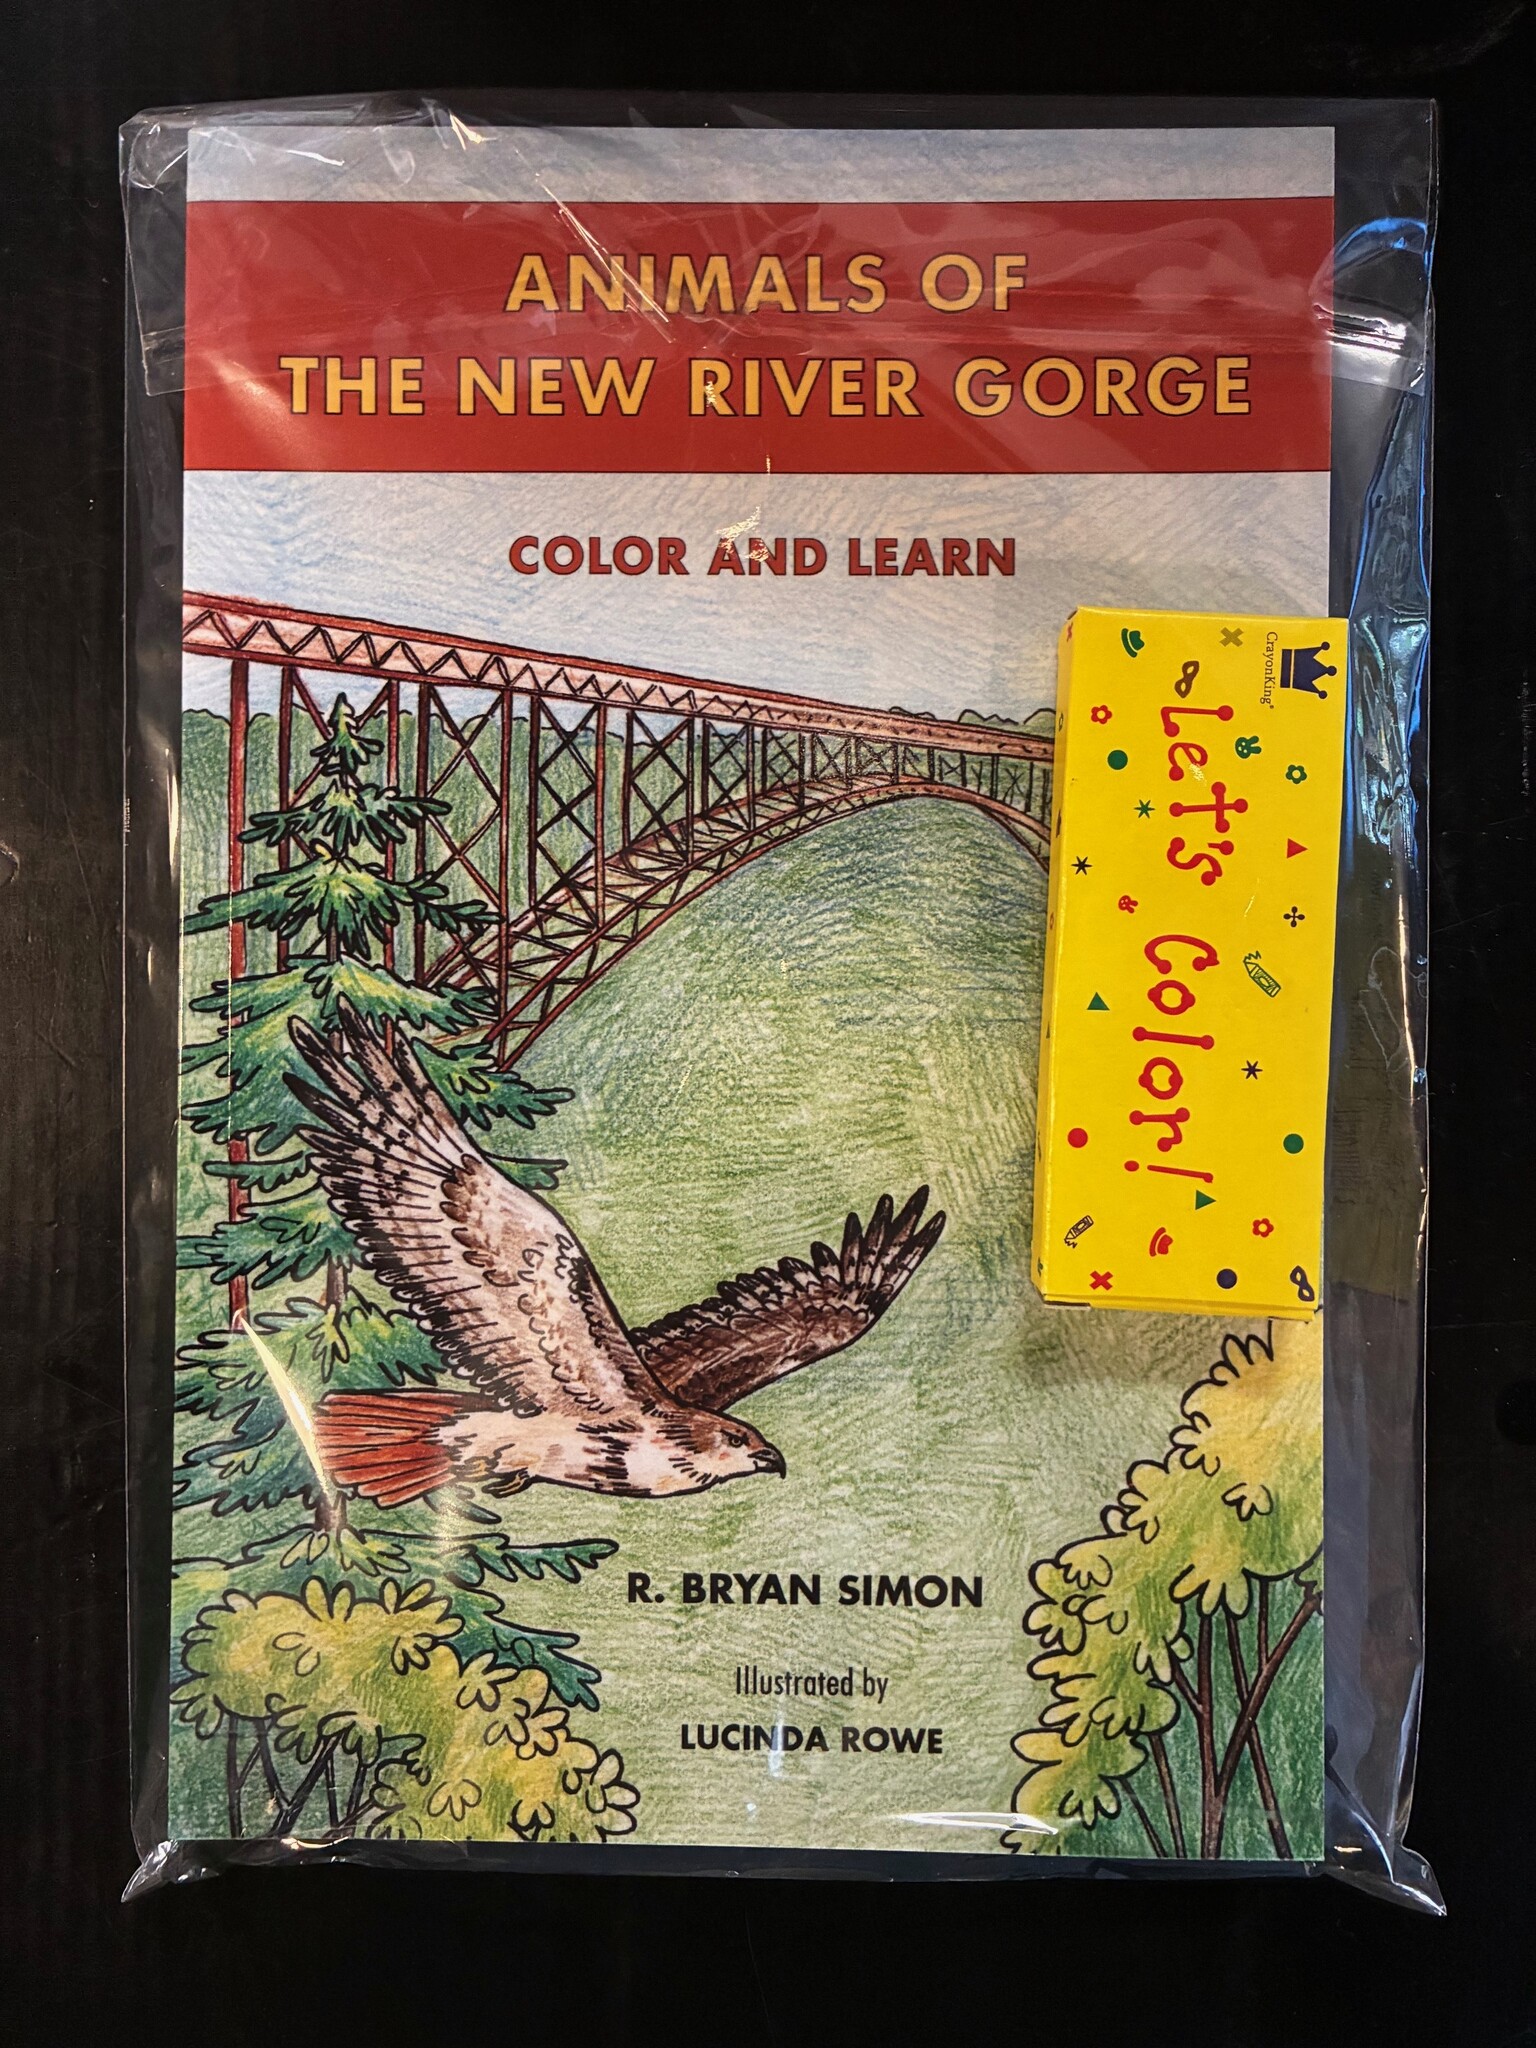 ANIMALS OF
THE NEW RIVER GORGE
COLOR AND LEARN
CrayonKing®
Let's Color!
R. BRYAN SIMON
Illustrated by
LUCINDA ROWE